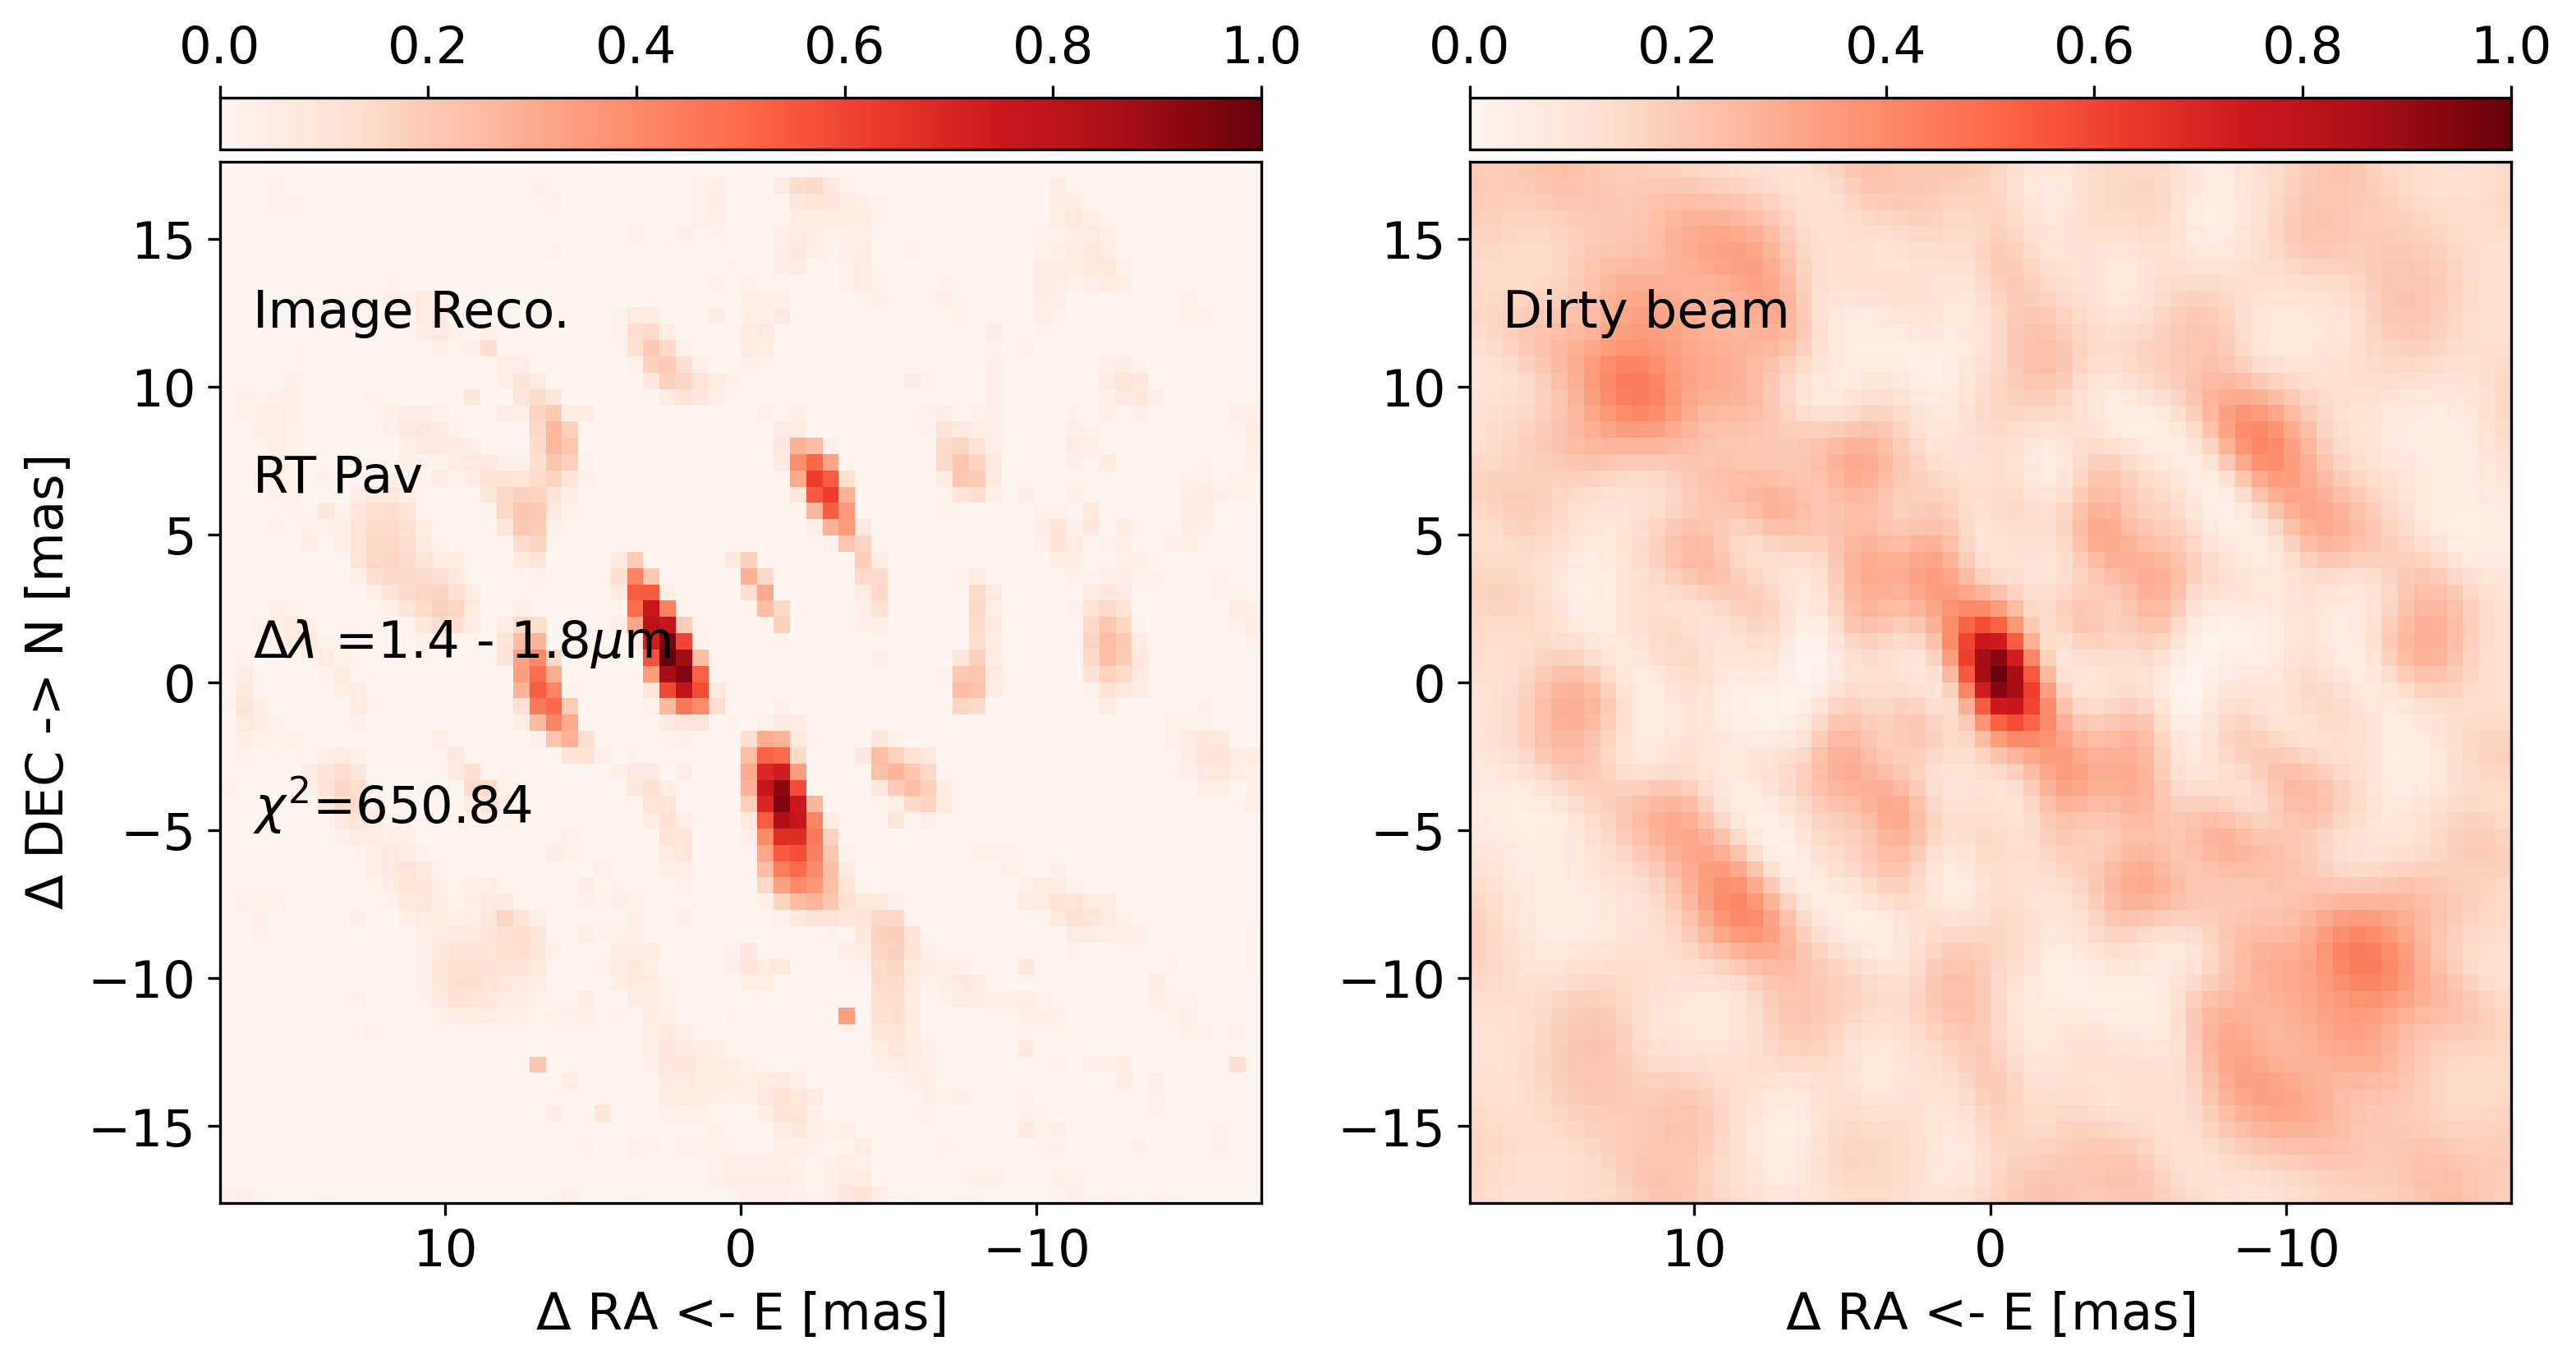 0.0 0.2 0.4 0.6 0.8 1.0
0.0 0.2 0.4 0.6 0.8 1.0
Image Reco.
RT Pav
Δλ =1.4 - 1.8μm
χ²=650.84
15
10
5
0
−5
−10
−15
Δ DEC -> N [mas]
10 0 −10
Δ RA <- E [mas]
Dirty beam
15
10
5
0
−5
−10
−15
10 0 −10
Δ RA <- E [mas]